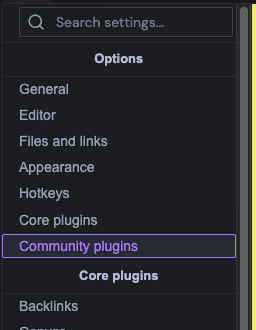 Search settings...
Options
General
Editor
Files and links
Appearance
Hotkeys
Core plugins
Community plugins
Core plugins
Backlinks